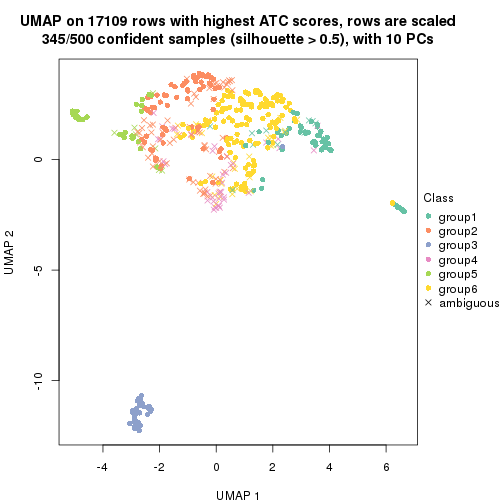 UMAP on 17109 rows with highest ATC scores, rows are scaled
345/500 confident samples (silhouette > 0.5), with 10 PCs
0
-5
-10
UMAP 2
-4
-2
0
2
4
6
UMAP 1
Class
group1
group2
group3
group4
group5
group6
ambiguous